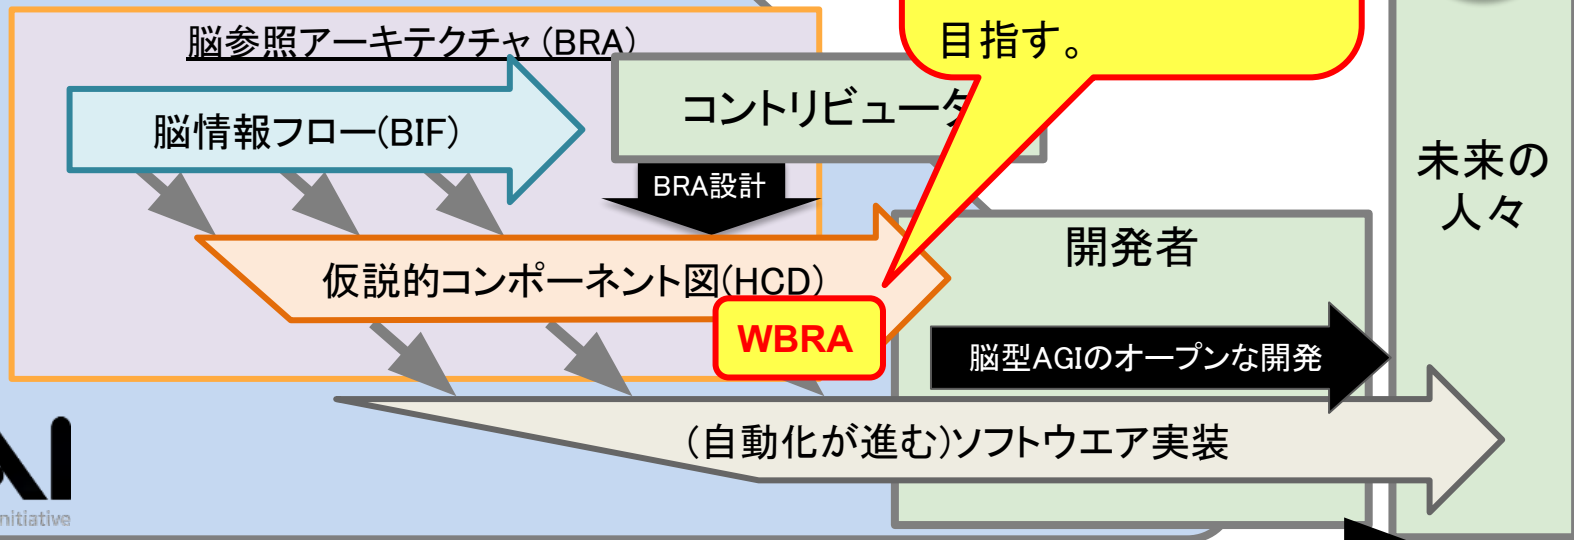 目指す。
脳参照アーキテクチャ (BRA)
コントリビュータ
脳情報フロー(BIF)
BRA設計
未来の
人々
開発者
仮説的コンポーネント図(HCD)
WBRA
脳型AGIのオープンな開発
(自動化が進む)ソフトウエア実装
AI
nitiative